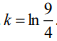 k = ln 9/4.